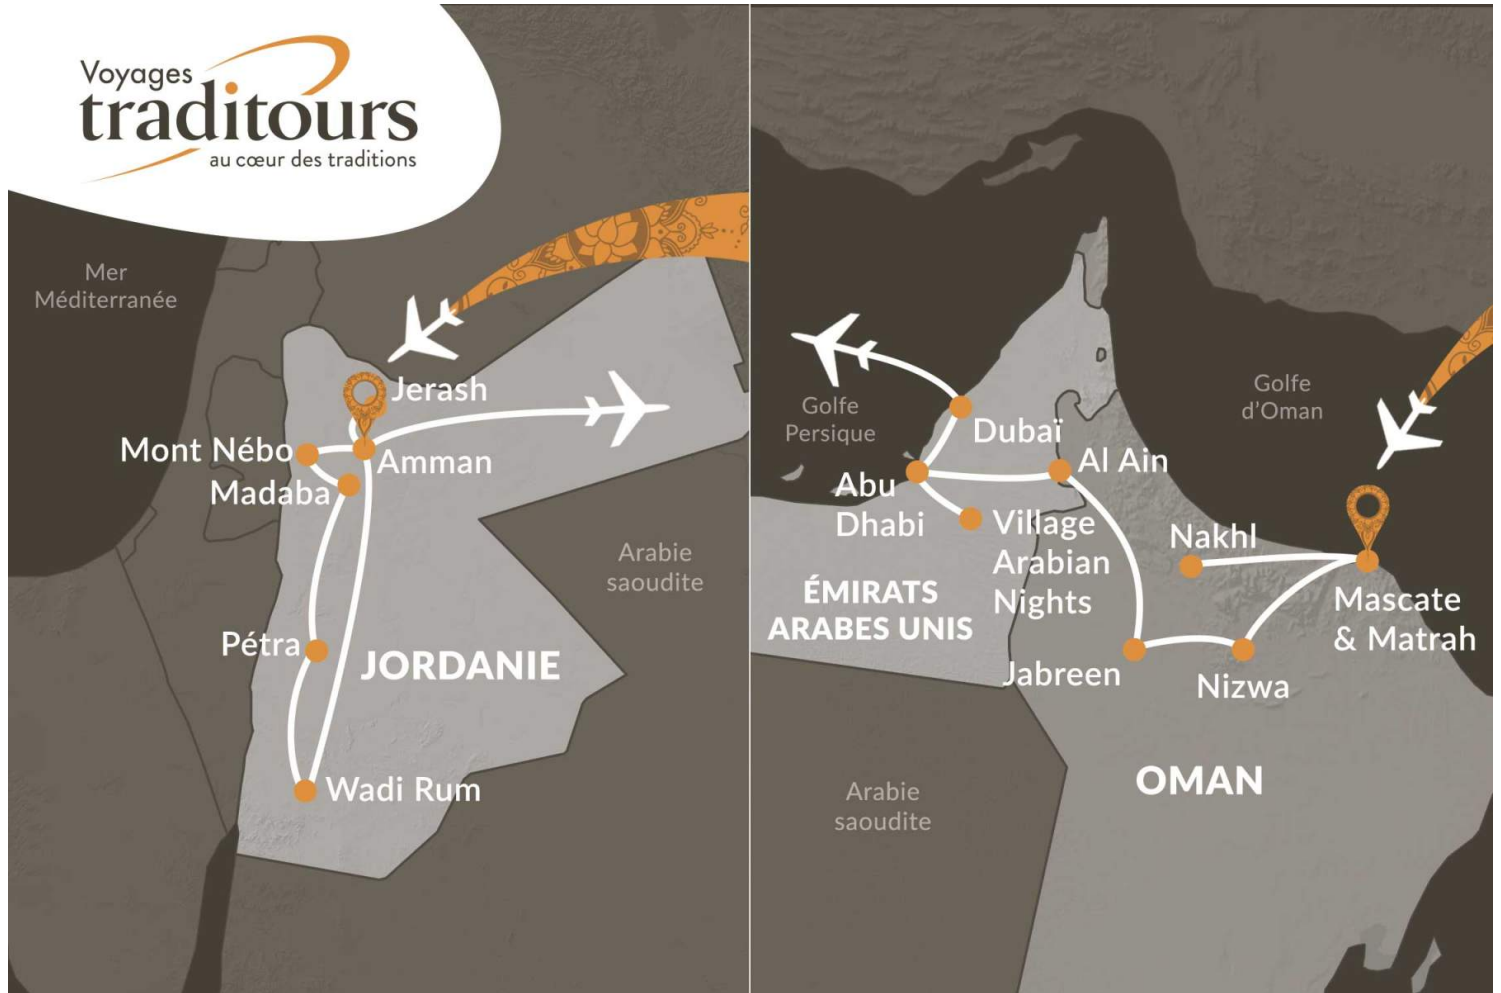 Voyages
traditours
au cœur des traditions
Mer
Méditerranée
Jerash
Mont Nébo
Amman
Madaba
Arabie
saoudite
Pétra
JORDANIE
Wadi Rum
Golfe
Persique
Golfe
d'Oman
Dubaï
Al Ain
Abu
Dhabi
Village
Arabian
Nights
Nakhl
ÉMIRATS
ARABES UNIS
Mascate
& Matrah
Jabreen
Nizwa
OMAN
Arabie
saoudite